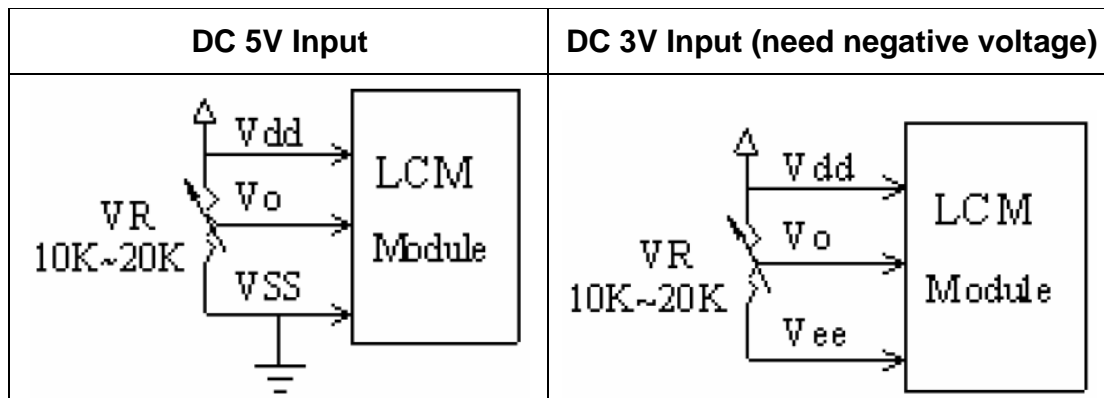 DC 5V Input
DC 3V Input (need negative voltage)
Vdd
Vo
VR
10K~20K
VSS
LCM
Module
Vdd
Vo
VR
10K~20K
Vee
LCM
Module